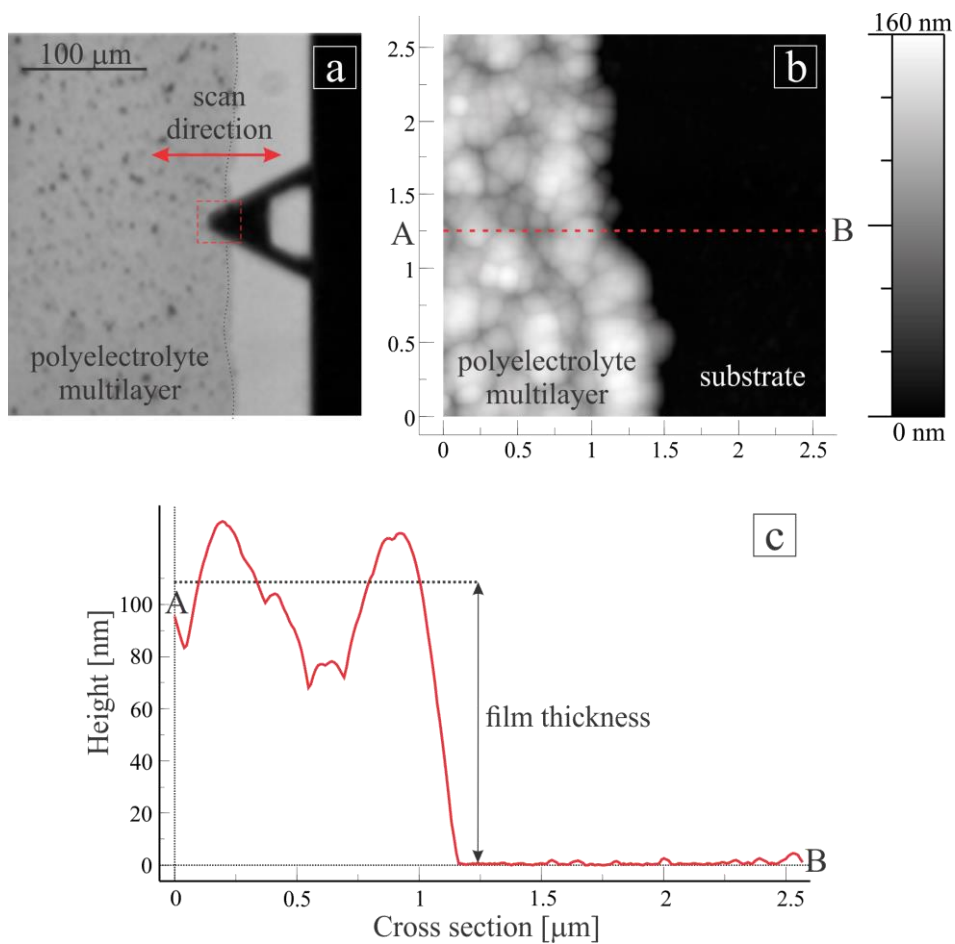 100 μm
a
scan
direction
polyelectrolyte
multilayer
2.5
2
1.5
1
0.5
0
b
A
B
polyelectrolyte
multilayer
substrate
0
0.5
1
1.5
2
2.5
160 nm
0 nm
c
Height [nm]
100
80
60
40
20
0
A
film thickness
B
0
0.5
1
1.5
2
2.5
Cross section [μm]